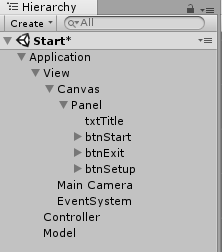 Hierarchy
Create All
Start*
Application
View
Canvas
Panel
txtTitle
btnStart
btnExit
btnSetup
Main Camera
EventSystem
Controller
Model